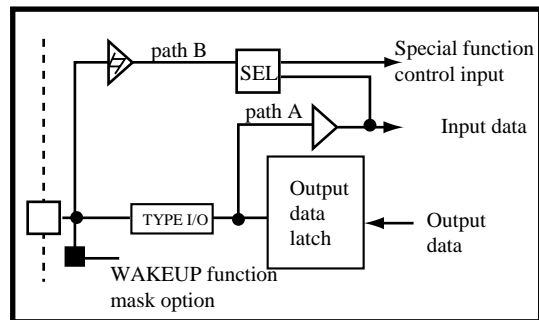 path B
SEL
Special function
control input
path A
Input data
Output
data
latch
TYPE I/O
Output
data
WAKEUP function
mask option